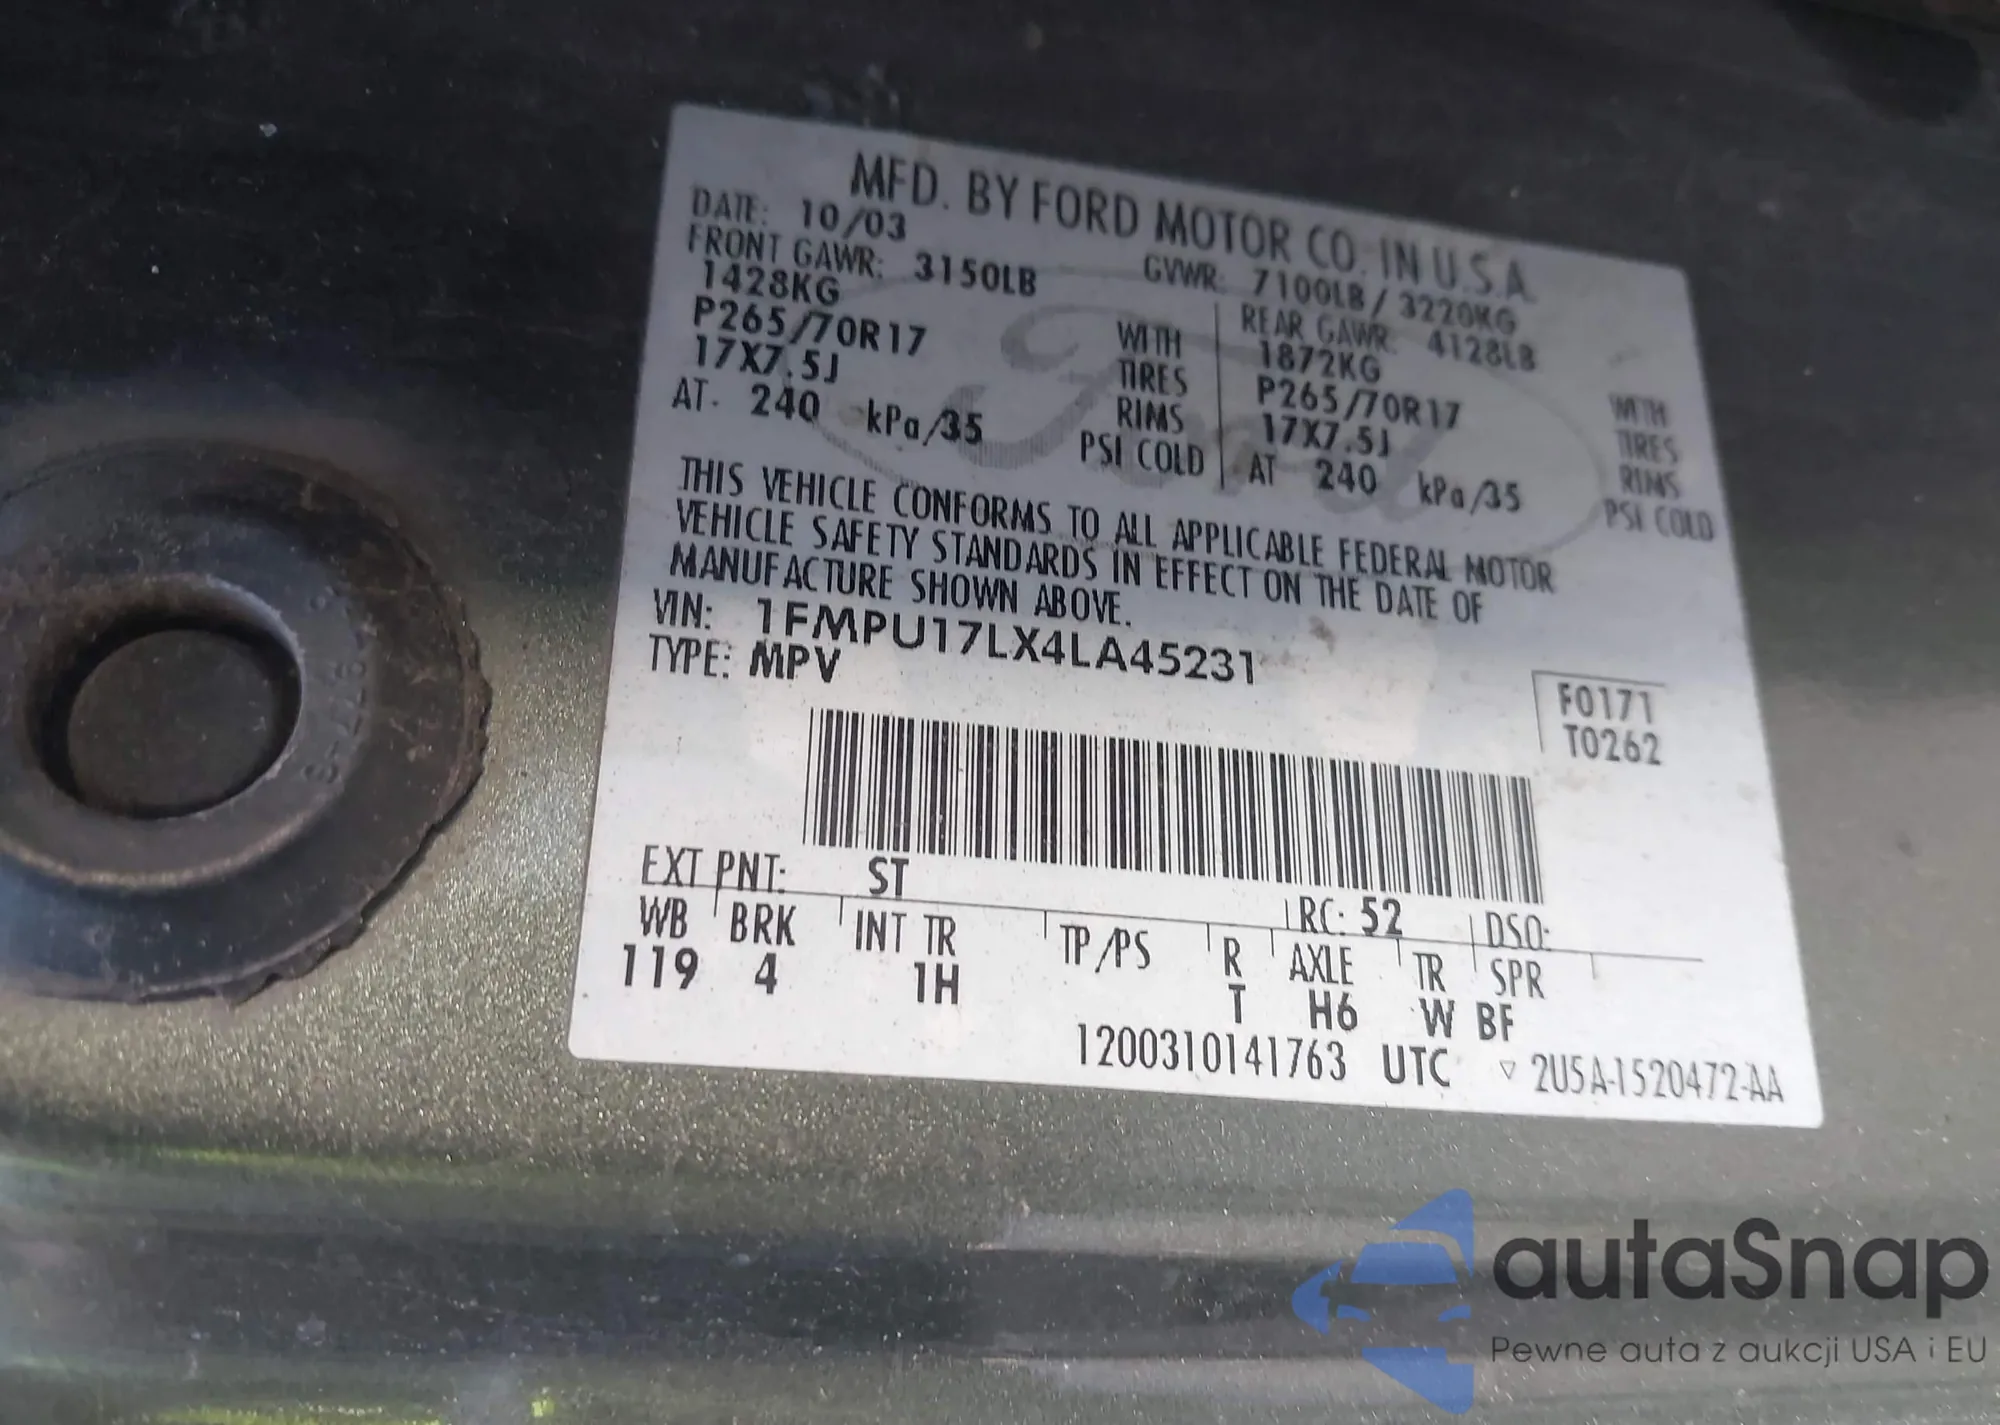 MFD. BY FORD MOTOR CO. IN U.S.A.
DATE: 10/03 GVWR: 7100LB / 3220KG
FRONT GAWR: 3150LB REAR GAWR: 4128LB
1428KG WITH 1872KG WITH
P265/70R17 TIRES P265/70R17 TIRES
17X7.5J RIMS 17X7.5J RIMS
AT 240 kPa/35 PSI COLD AT 240 kPa/35 PSI COLD
THIS VEHICLE CONFORMS TO ALL APPLICABLE FEDERAL MOTOR
VEHICLE SAFETY STANDARDS IN EFFECT ON THE DATE OF
MANUFACTURE SHOWN ABOVE.
VIN: 1FMPU17LX4LA45231
TYPE: MPV
F0171
T0262
EXT PNT: ST RC: 52 DSO:
WB BRK INT TR TP/PS R AXLE TR SPR
119 4 1H T H6 W BF
1200310141763 UTC ▽ 2U5A-1520472-AA
autaSnap
Pewne auta z aukcji USA i EU